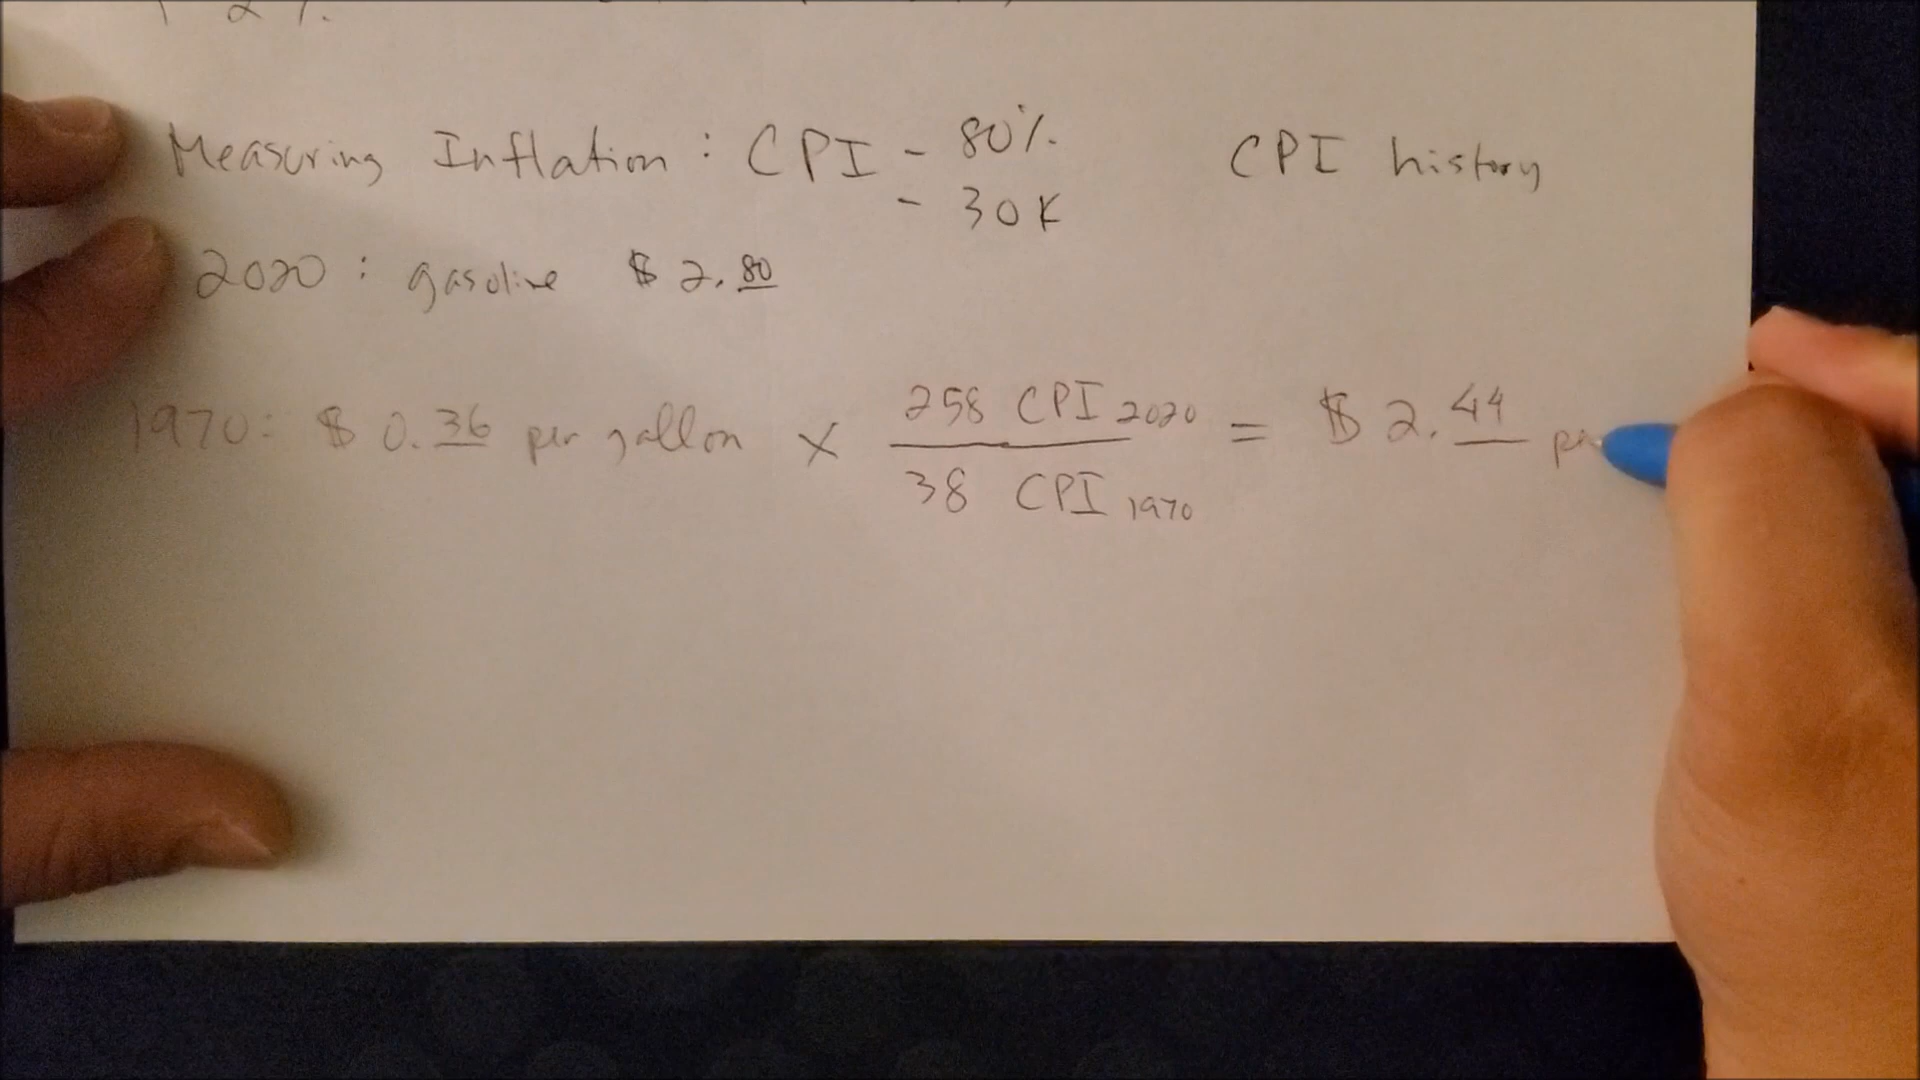 Measuring Inflation : CPI - 80% CPI history
- 30K
2020 : gasoline $ 2.80
1970 : $ 0.36 per gallon × 258 CPI 2020 = $ 2.44
38 CPI 1970